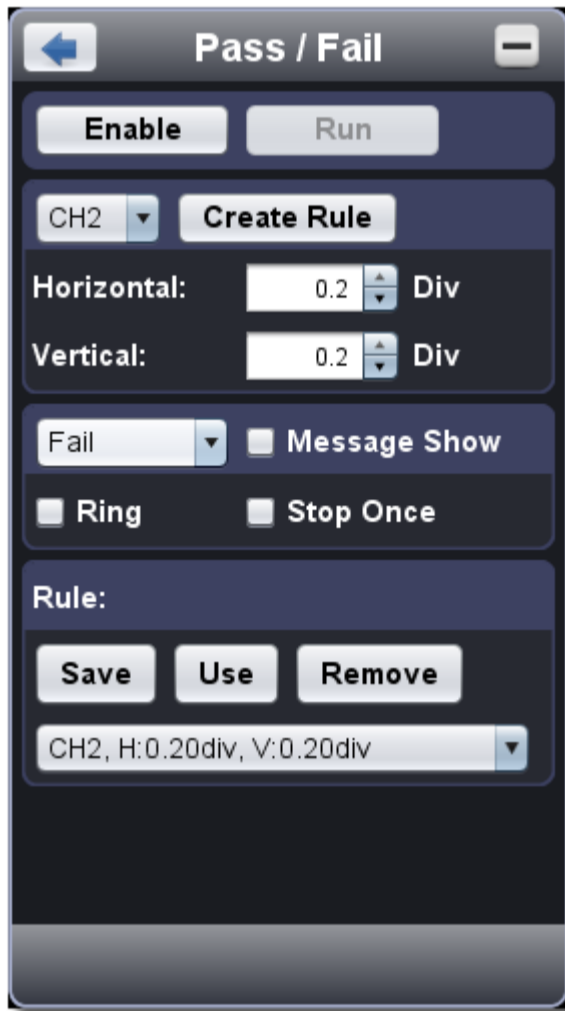 Pass / Fail
Enable Run
CH2 Create Rule
Horizontal: 0.2 Div
Vertical: 0.2 Div
Fail Message Show
Ring Stop Once
Rule:
Save Use Remove
CH2, H:0.20div, V:0.20div